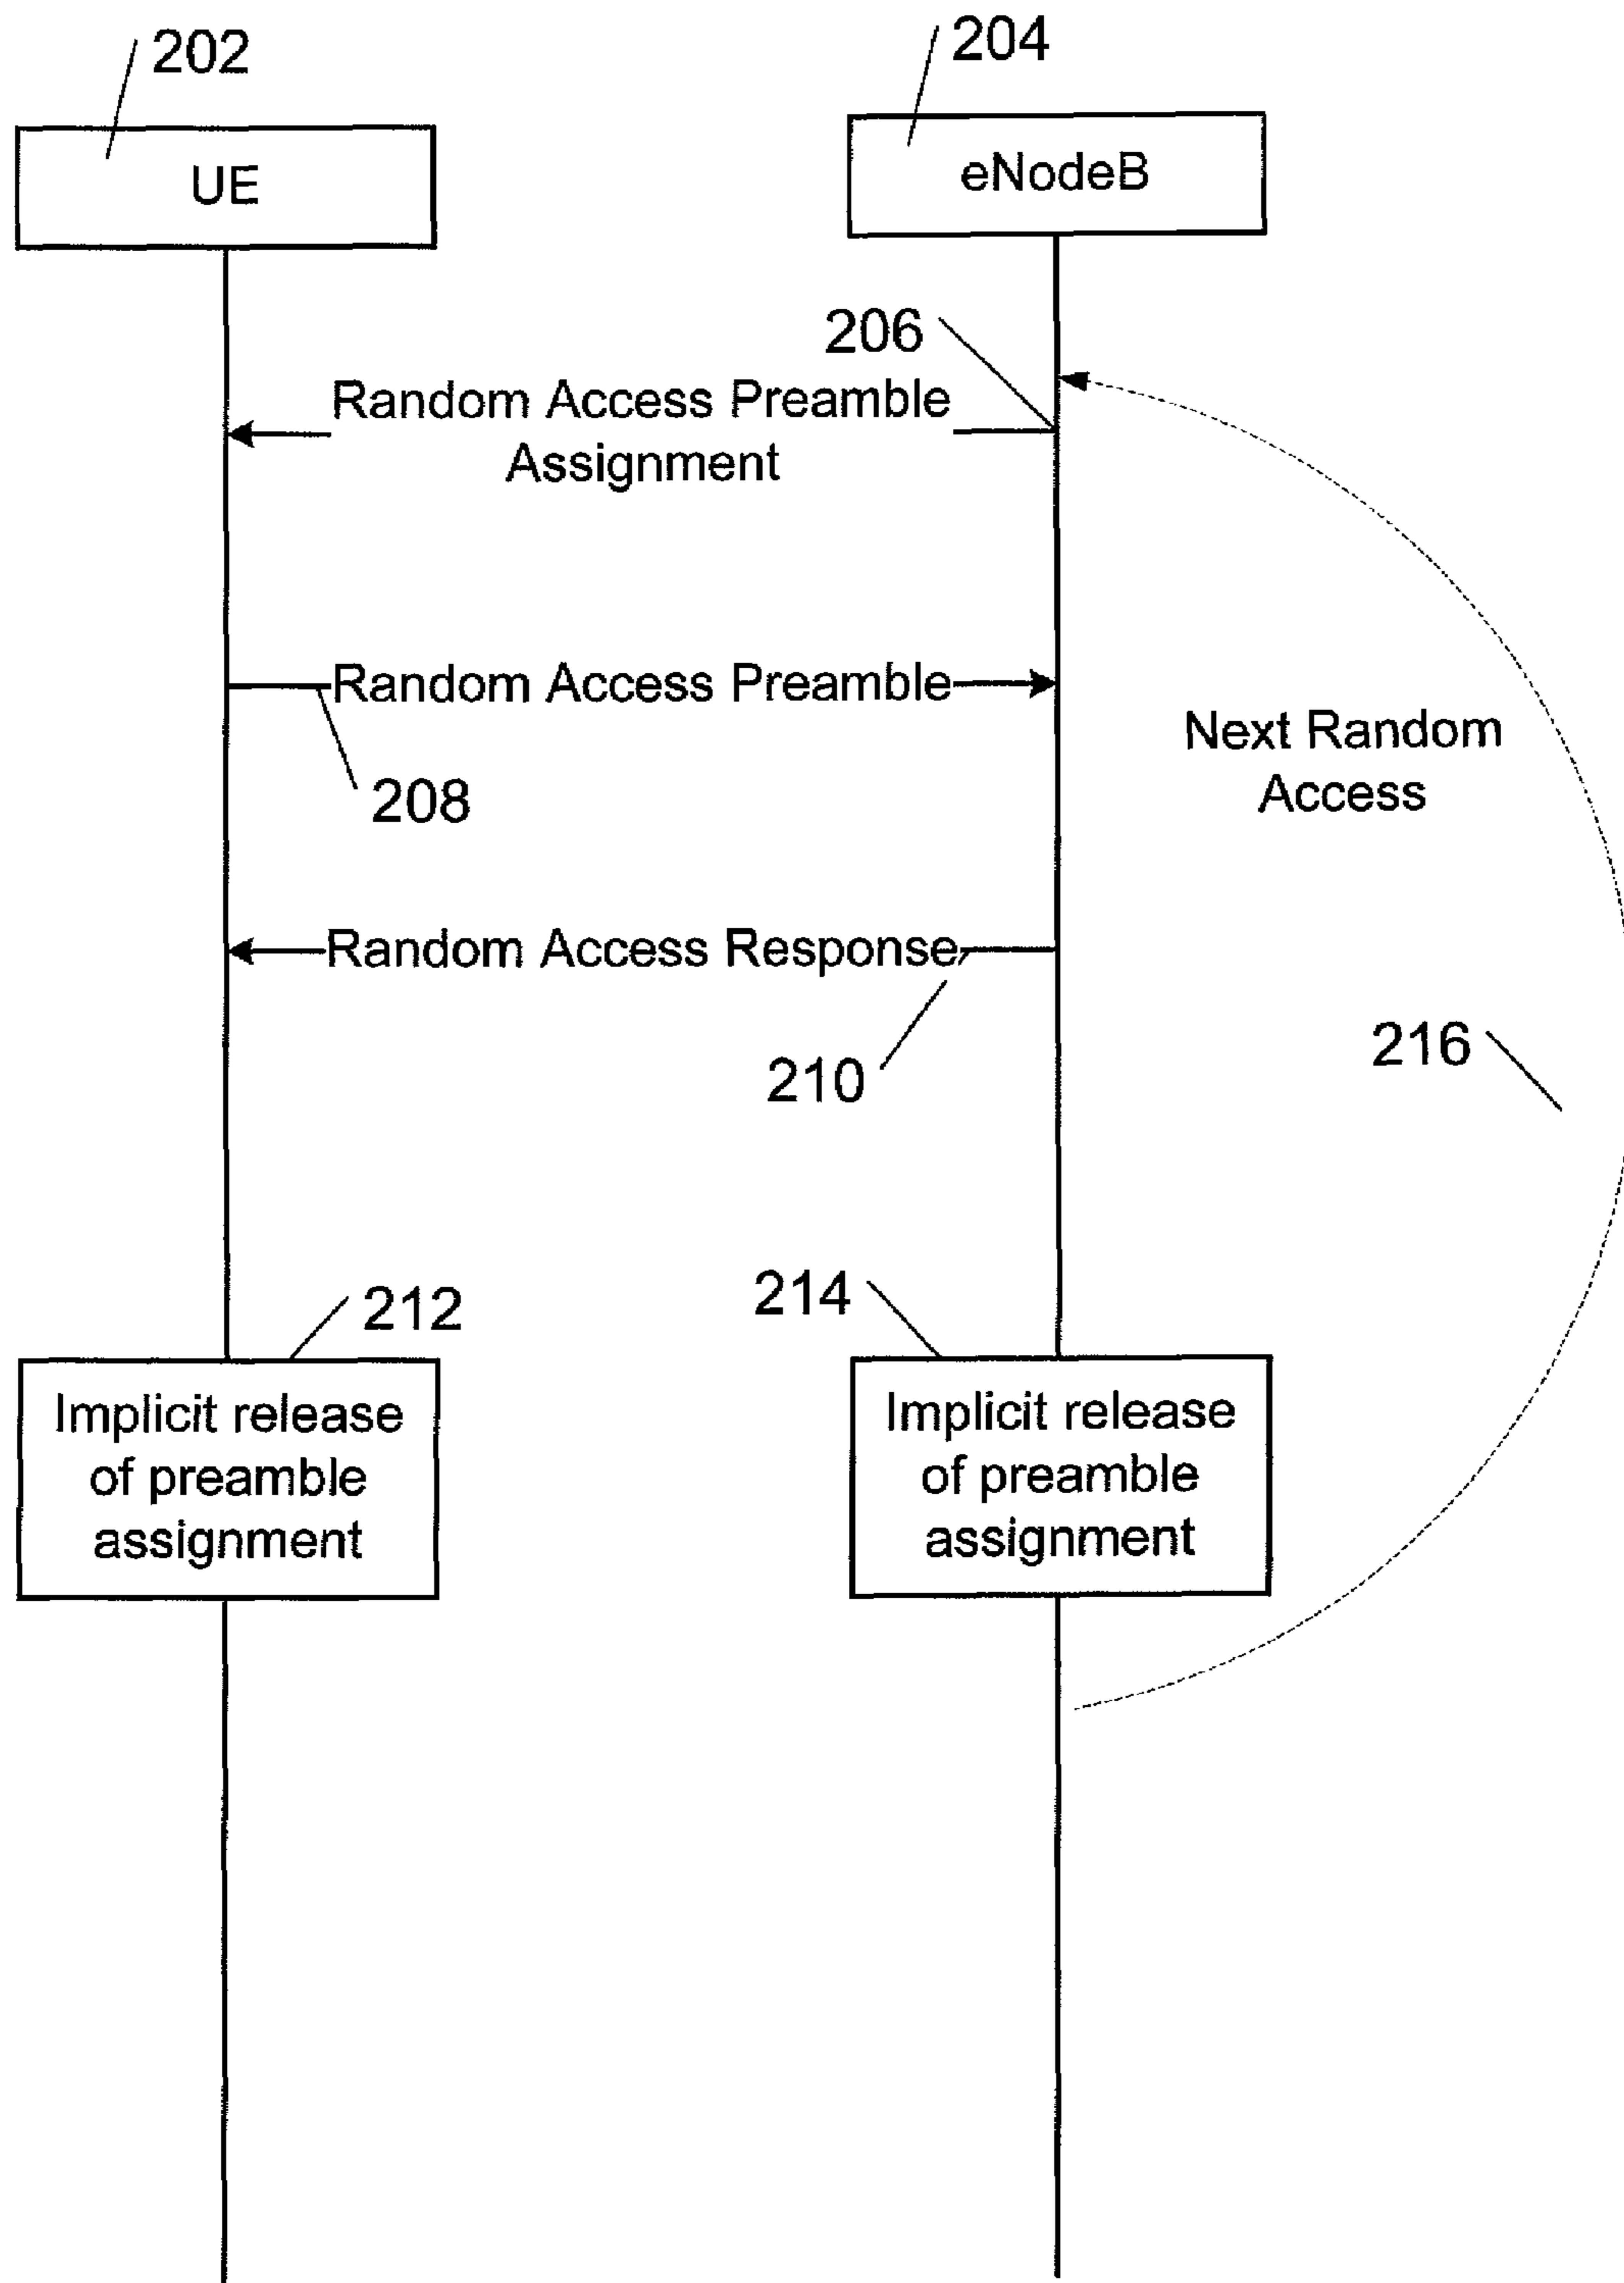 202
204
UE
eNodeB
206
Random Access Preamble
Assignment
Random Access Preamble
208
Next Random
Access
Random Access Response
210
216
212
214
Implicit release
of preamble
assignment
Implicit release
of preamble
assignment